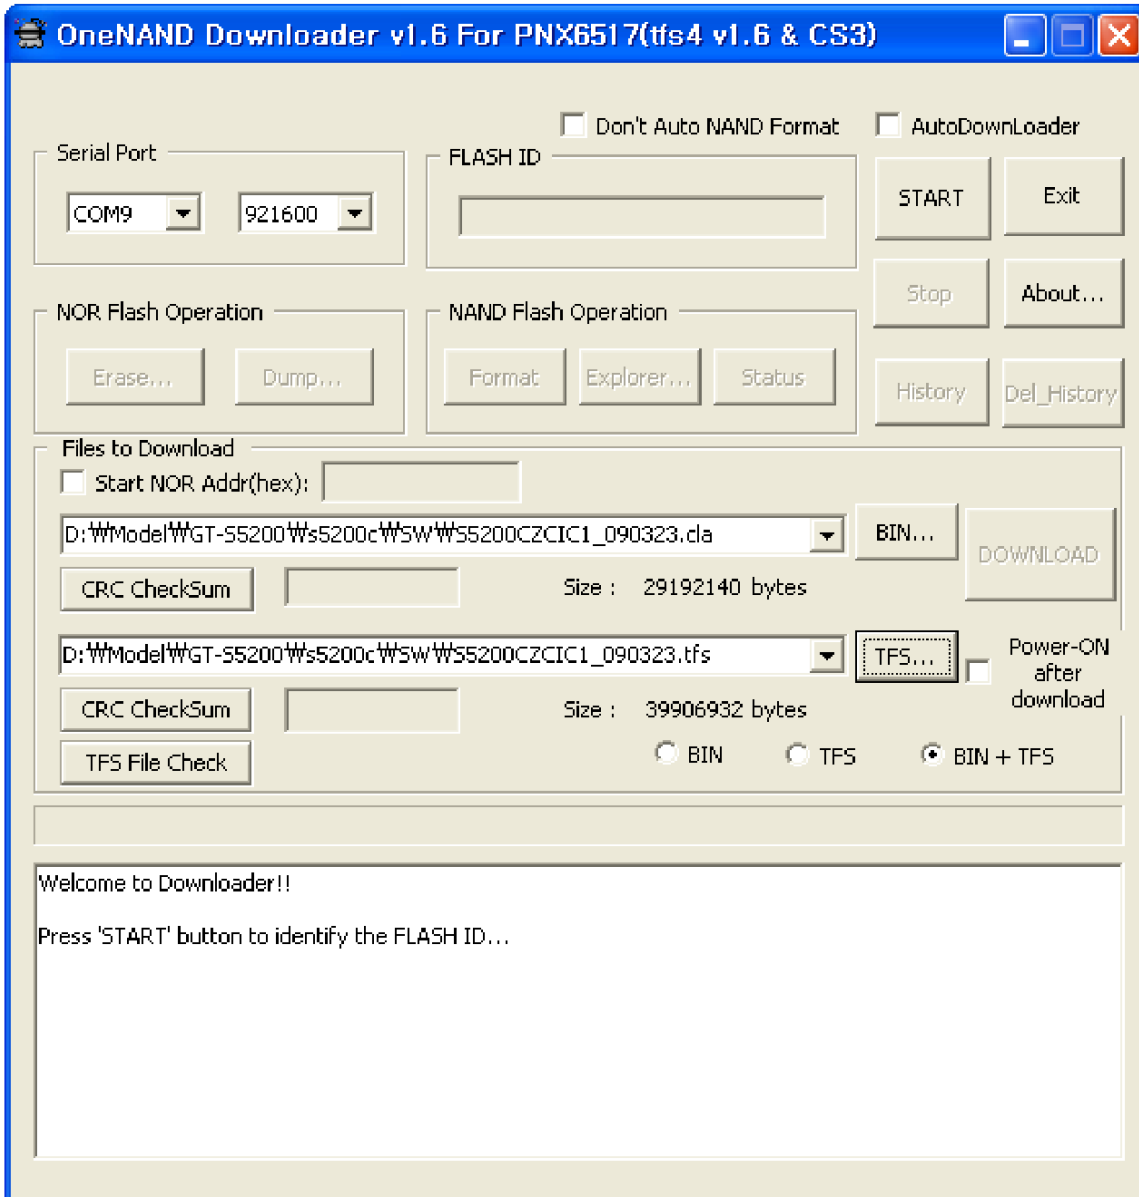 OneNAND Downloader v1.6 For PNX6517(tfs4 v1.6 & CS3)
Don't Auto NAND Format
AutoDownLoader
Serial Port
COM9
921600
FLASH ID
START
Exit
Stop
About...
NOR Flash Operation
Erase...
Dump...
NAND Flash Operation
Format
Explorer...
Status
History
Del_History
Files to Download
Start NOR Addr(hex):
D:₩Model₩GT-S5200₩s5200c₩SW₩S5200CZCIC1_090323.cla
BIN...
DOWNLOAD
CRC CheckSum
Size : 29192140 bytes
D:₩Model₩GT-S5200₩s5200c₩SW₩S5200CZCIC1_090323.tfs
TFS...
Power-ON
after
download
CRC CheckSum
Size : 39906932 bytes
TFS File Check
BIN
TFS
BIN + TFS
Welcome to Downloader!!
Press 'START' button to identify the FLASH ID...